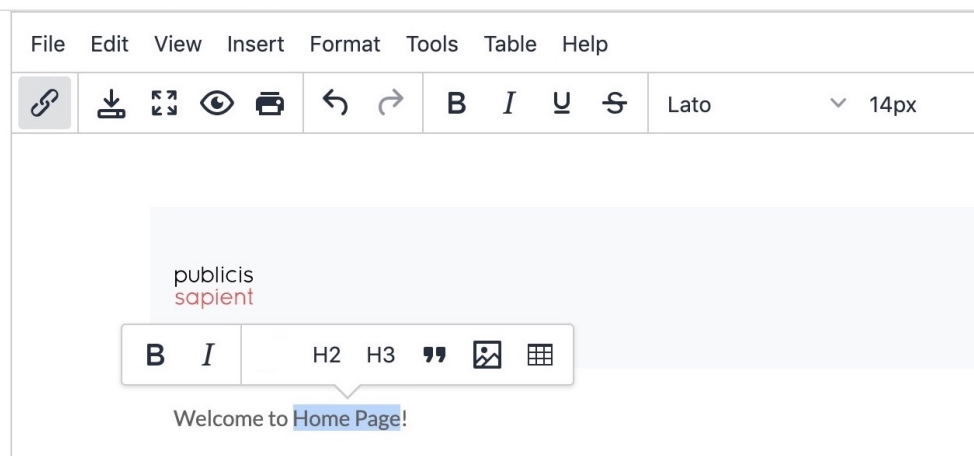 File Edit View Insert Format Tools Table Help
B I U S Lato 14px
publicis
sapient
B I H2 H3
Welcome to Home Page!